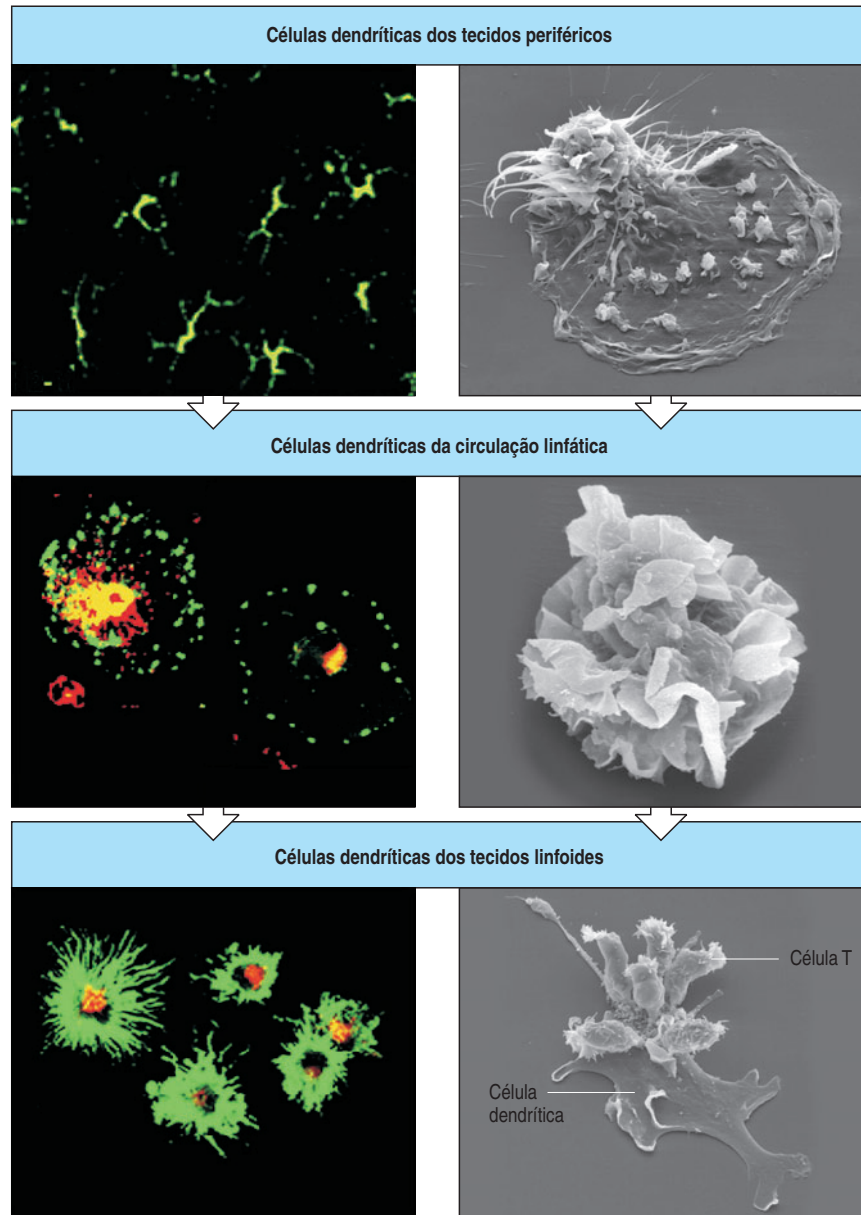 Células dendríticas dos tecidos periféricos
Células dendríticas da circulação linfática
Células dendríticas dos tecidos linfoides
Célula T
Célula
dendrítica